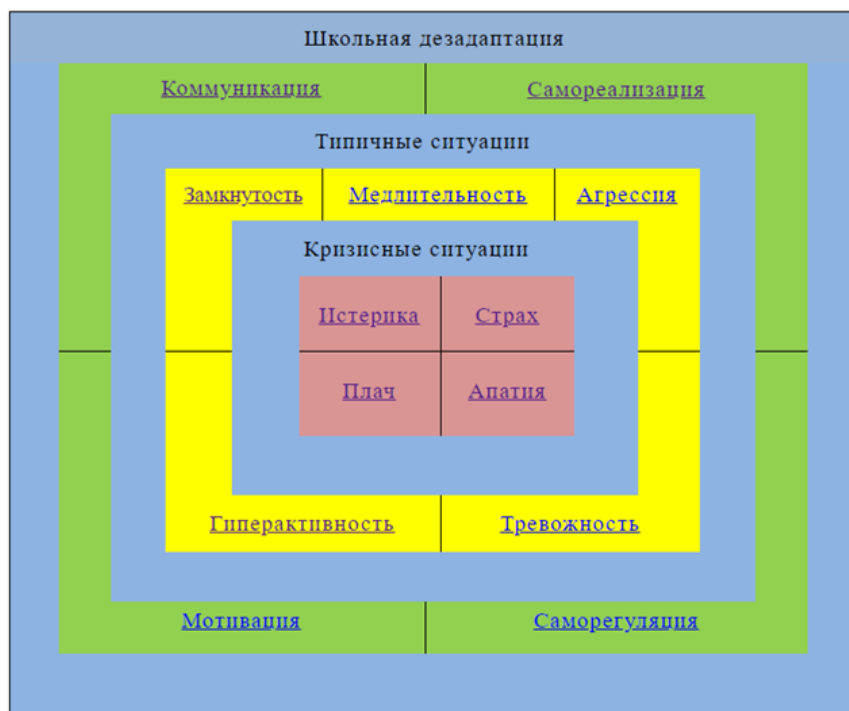 Школьная дезадаптация
Коммуникация Самореализация
Типичные ситуации
Замкнутость Медлительность Агрессия
Кризисные ситуации
Истерика Страх
Плач Апатия
Гиперактивность Тревожность
Мотивация Саморегуляция